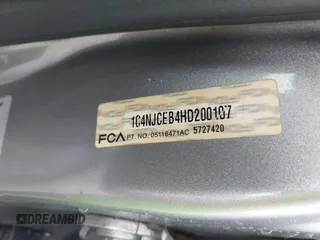 1C4NJCEB4HD200107
FCA PT. NO. 05116471AC 5727420
DREAMBID